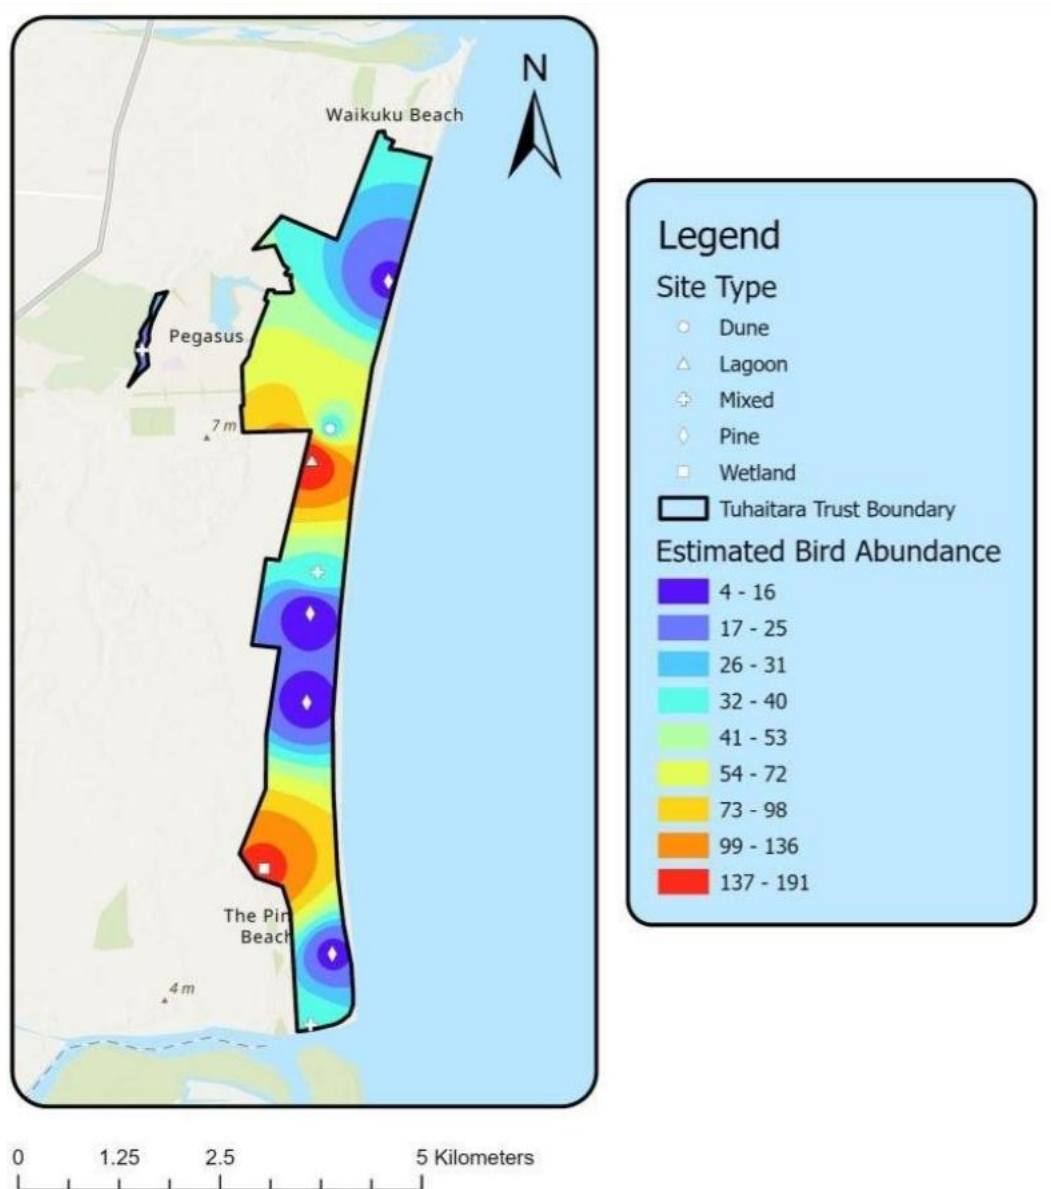 N
Waikuku Beach
Pegasus
7 m
The Pin
Beach
4 m
0 1.25 2.5 5 Kilometers
Legend
Site Type
Dune
Lagoon
Mixed
Pine
Wetland
Tuhaitara Trust Boundary
Estimated Bird Abundance
4 - 16
17 - 25
26 - 31
32 - 40
41 - 53
54 - 72
73 - 98
99 - 136
137 - 191